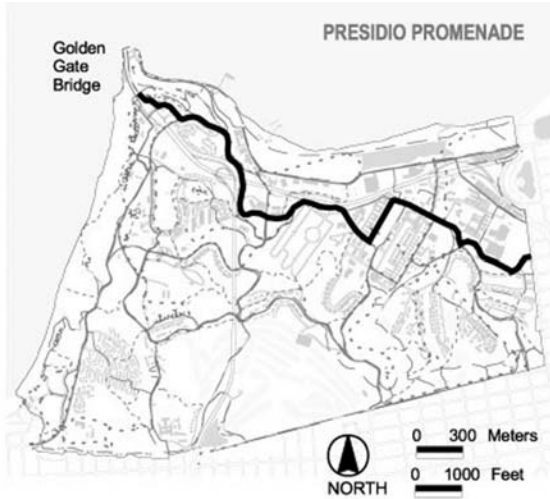 PRESIDIO PROMENADE
Golden
Gate
Bridge
0 300 Meters
0 1000 Feet
NORTH